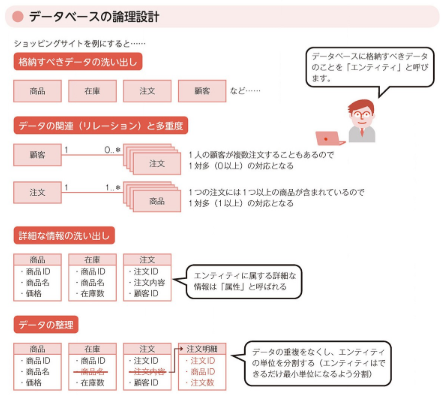 データベースの論理設計
ショッピングサイトを例にすると……
格納すべきデータの洗い出し
商品 在庫 注文 顧客 など……
データベースに格納すべきデータ
のことを「エンティティ」と呼び
ます。
データの関連（リレーション）と多重度
顧客 1 0..* 注文
1人の顧客が複数注文することもあるので
1対多（0以上）の対応となる
注文 1 1..* 商品
1つの注文には1つ以上の商品が含まれているので
1対多（1以上）の対応となる
詳細な情報の洗い出し
商品 在庫 注文
・商品ID ・商品ID ・注文ID
・商品名 ・商品名 ・注文内容
・価格 ・在庫数 ・顧客ID
エンティティに属する詳細な
情報は「属性」と呼ばれる
データの整理
商品 在庫 注文 注文明細
・商品ID ・商品ID ・注文ID ・注文ID
・商品名 ・商品名 ・注文内容 ・商品ID
・価格 ・在庫数 ・顧客ID ・注文数
データの重複をなくし、エンティティ
の単位を分割する（エンティティはで
きるだけ最小単位になるよう分割）